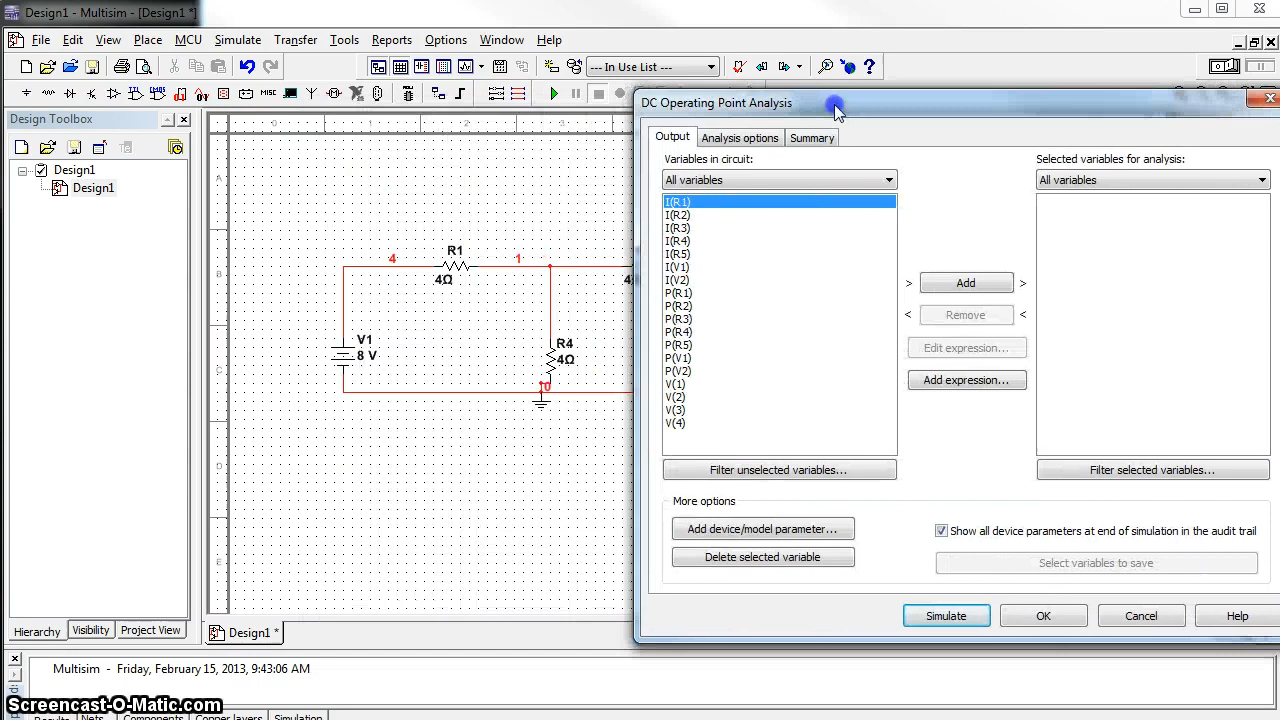 Design1 - Multisim - [Design1 *]
File Edit View Place MCU Simulate Transfer Tools Reports Options Window Help
--- In Use List ---
MISC
Design Toolbox
Design1
Design1
Hierarchy Visibility Project View
0 1 2 3
A
B
C
D
E
4 R1 1
4Ω
V1
8 V
R4
4Ω
0
Design1 *
DC Operating Point Analysis
Output Analysis options Summary
Variables in circuit:
All variables
I(R1)
I(R2)
I(R3)
I(R4)
I(R5)
I(V1)
I(V2)
P(R1)
P(R2)
P(R3)
P(R4)
P(R5)
P(V1)
P(V2)
V(1)
V(2)
V(3)
V(4)
Filter unselected variables...
> Add >
< Remove <
Edit expression...
Add expression...
Selected variables for analysis:
All variables
Filter selected variables...
More options
Add device/model parameter...
Delete selected variable
Show all device parameters at end of simulation in the audit trail
Select variables to save
Simulate OK Cancel Help
Multisim - Friday, February 15, 2013, 9:43:06 AM
Screencast-O-Matic.com
Results Nets Components Copper layers Simulation